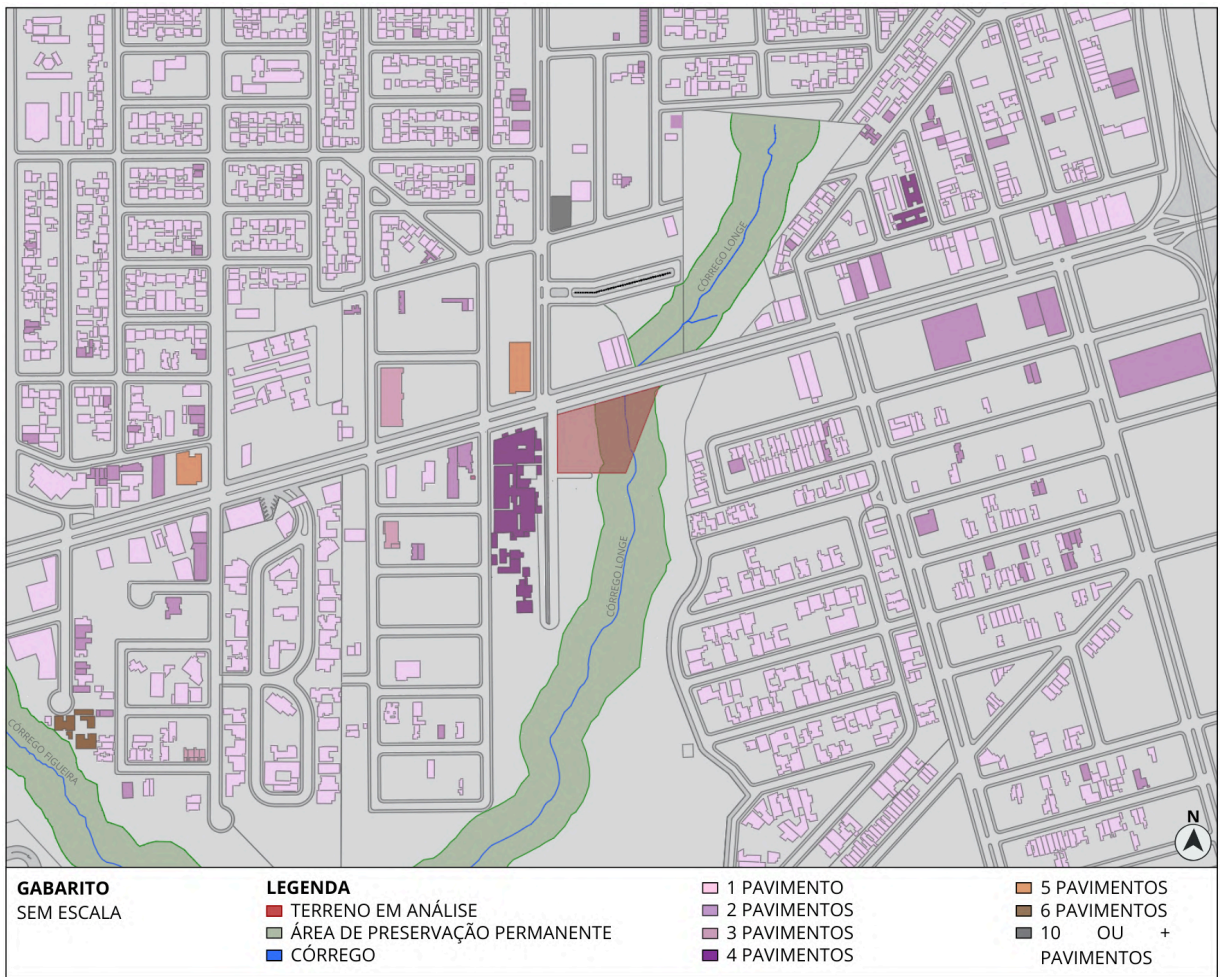 CÓRREGO LONGE
CÓRREGO LONGE
CÓRREGO FIGUEIRA
N
GABARITO
SEM ESCALA
LEGENDA
TERRENO EM ANÁLISE
ÁREA DE PRESERVAÇÃO PERMANENTE
CÓRREGO
1 PAVIMENTO
2 PAVIMENTOS
3 PAVIMENTOS
4 PAVIMENTOS
5 PAVIMENTOS
6 PAVIMENTOS
10 OU +
PAVIMENTOS